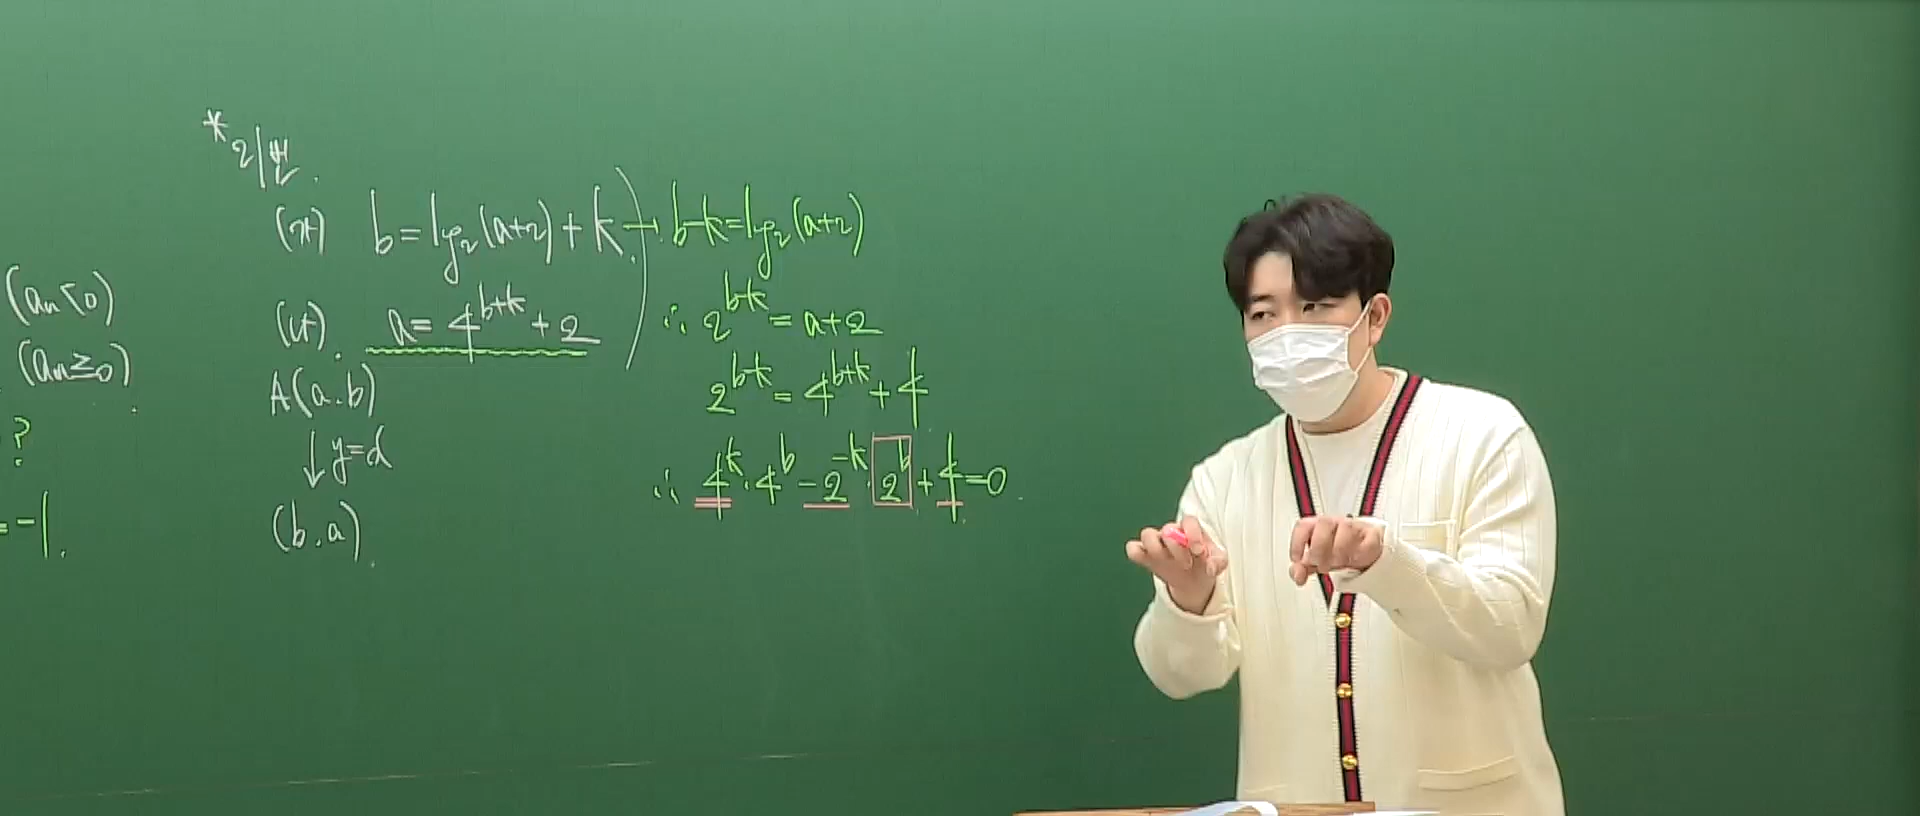 (aₙ<0)
(aₙ≥0)
?
=-1.
*21번.
(가) b=log₂(a+2)+k → b-k=log₂(a+2)
(나). a=4^{b+k}+2 ∴ 2^{b-k}=a+2
A(a.b) 2^{b-k}=4^{b+k}+4
↓y=x ∴ 4^k·4^b-2^{-k}·2^b+4=0.
(b.a).